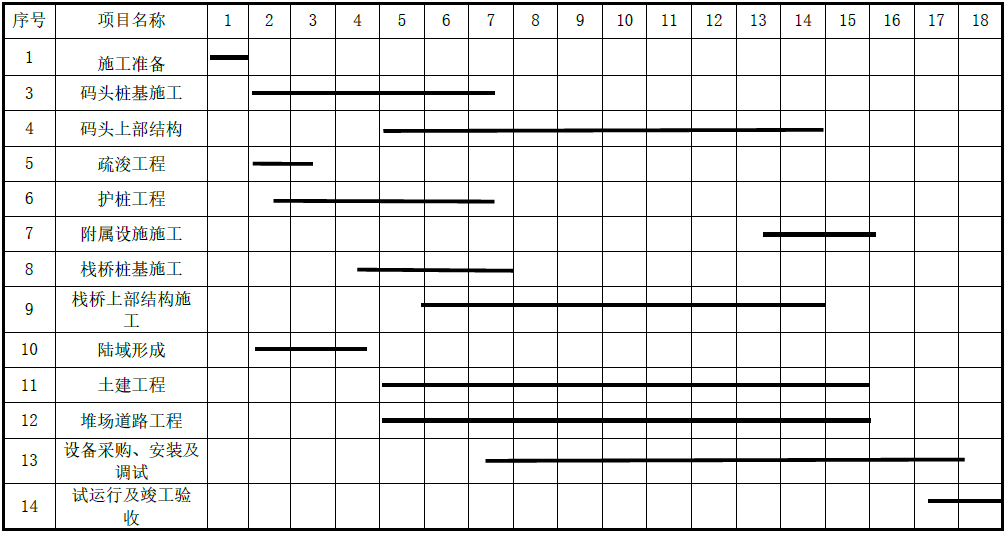 序号 项目名称 1 2 3 4 5 6 7 8 9 10 11 12 13 14 15 16 17 18
1 施工准备
3 码头桩基施工
4 码头上部结构
5 疏浚工程
6 护桩工程
7 附属设施施工
8 栈桥桩基施工
9 栈桥上部结构施
工
10 陆域形成
11 土建工程
12 堆场道路工程
13 设备采购、安装及
调试
14 试运行及竣工验
收